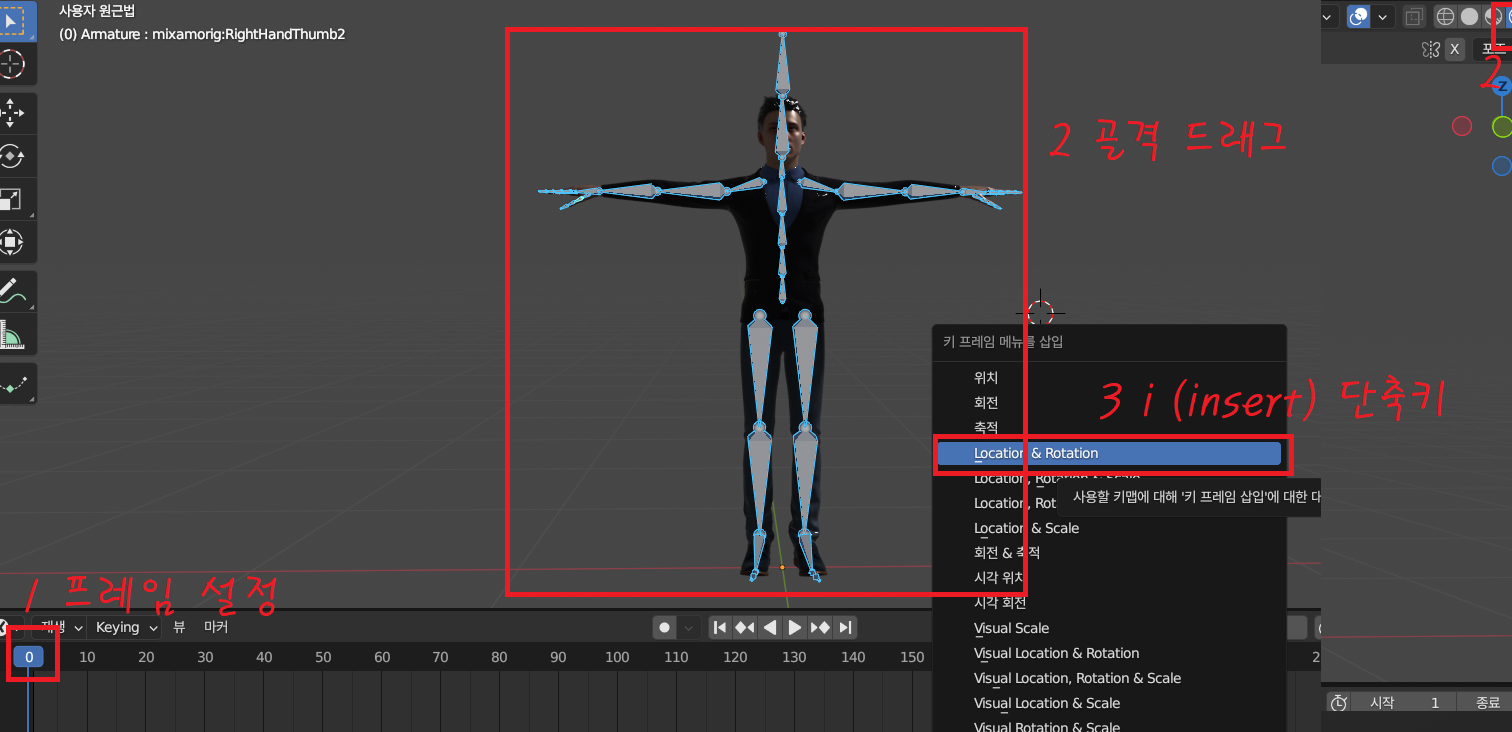 사용자 원근법
(0) Armature : mixamorig:RightHandThumb2
X 포즈
2
Z
2 골격 드래그
키 프레임 메뉴를 삽입
위치
회전
축적
3 i (insert) 단축키
Location & Rotation
Location, Rotation & Scale
사용할 키맵에 대해 '키 프레임 삽입'에 대한 대
Location, Rot
Location & Scale
회전 & 축적
시각 위치
시각 회전
Visual Scale
Visual Location & Rotation
Visual Location, Rotation & Scale
Visual Location & Scale
Visual Rotation & Scale
1 프레임 설정
재생 Keying 뷰 마커
0 10 20 30 40 50 60 70 80 90 100 110 120 130 140 150 2
시작 1 종료